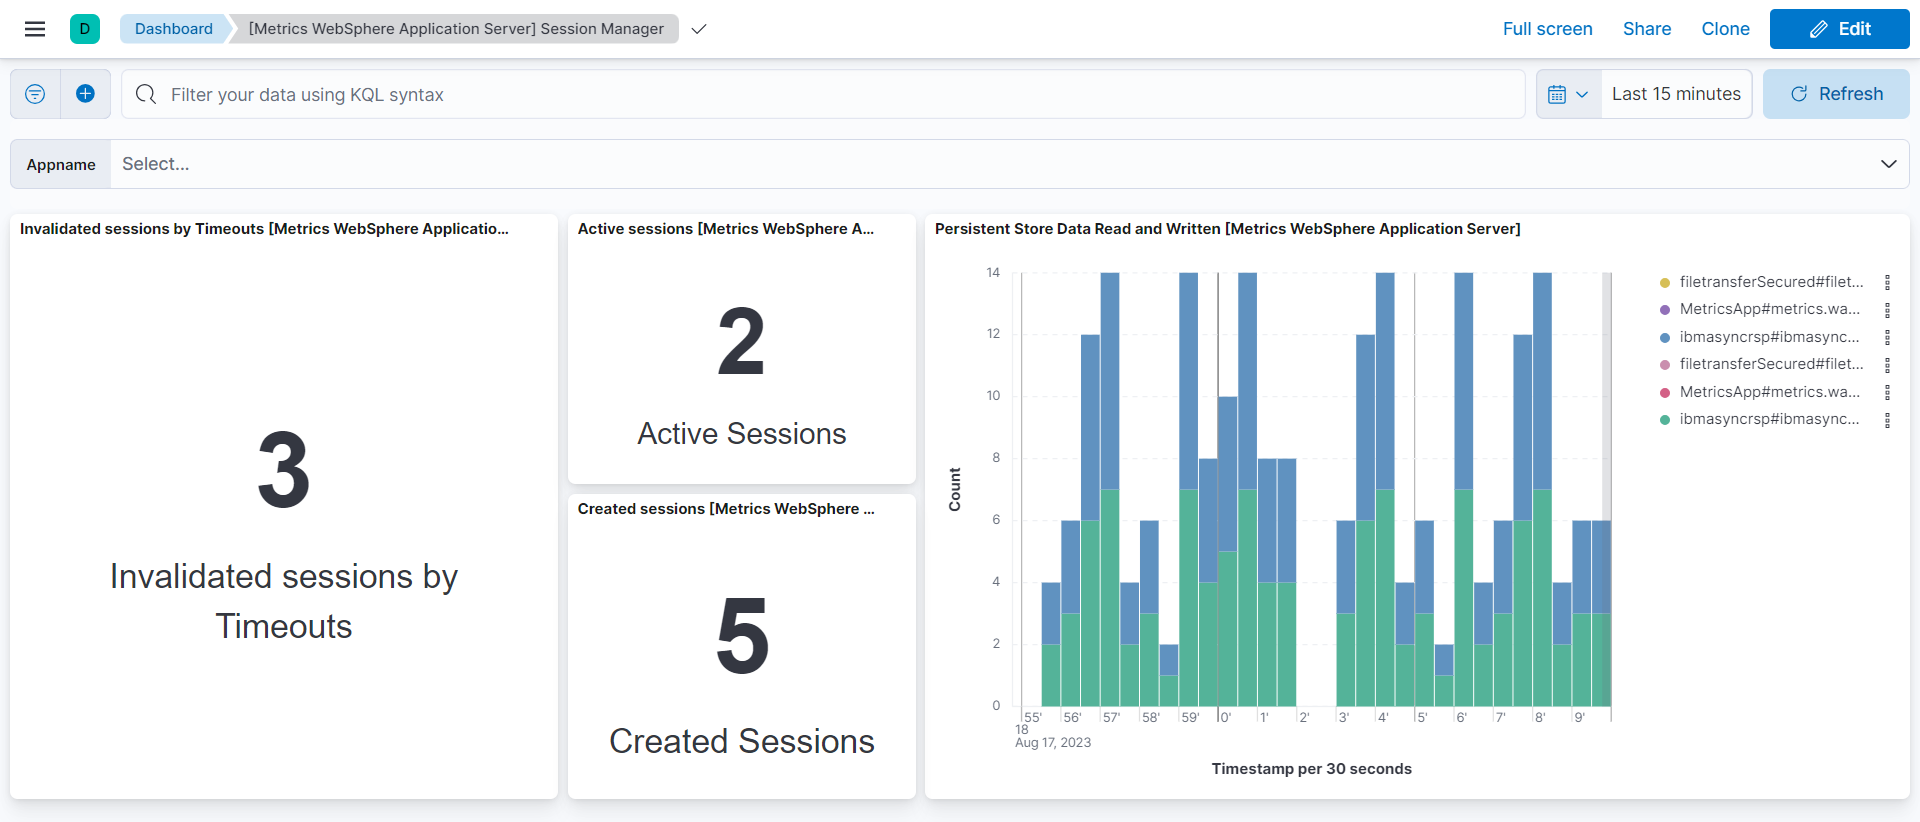 D
Dashboard
[Metrics WebSphere Application Server] Session Manager
Full screen
Share
Clone
Edit
Filter your data using KQL syntax
Last 15 minutes
Refresh
Appname
Select...
Invalidated sessions by Timeouts [Metrics WebSphere Applicatio...
3
Invalidated sessions by
Timeouts
Active sessions [Metrics WebSphere A...
2
Active Sessions
Created sessions [Metrics WebSphere ...
5
Created Sessions
Persistent Store Data Read and Written [Metrics WebSphere Application Server]
14
12
10
8
6
4
2
0
Count
55' 56' 57' 58' 59' 0' 1' 2' 3' 4' 5' 6' 7' 8' 9'
18
Aug 17, 2023
Timestamp per 30 seconds
filetransferSecured#filet...
MetricsApp#metrics.wa...
ibmasyncrsp#ibmasync...
filetransferSecured#filet...
MetricsApp#metrics.wa...
ibmasyncrsp#ibmasync...